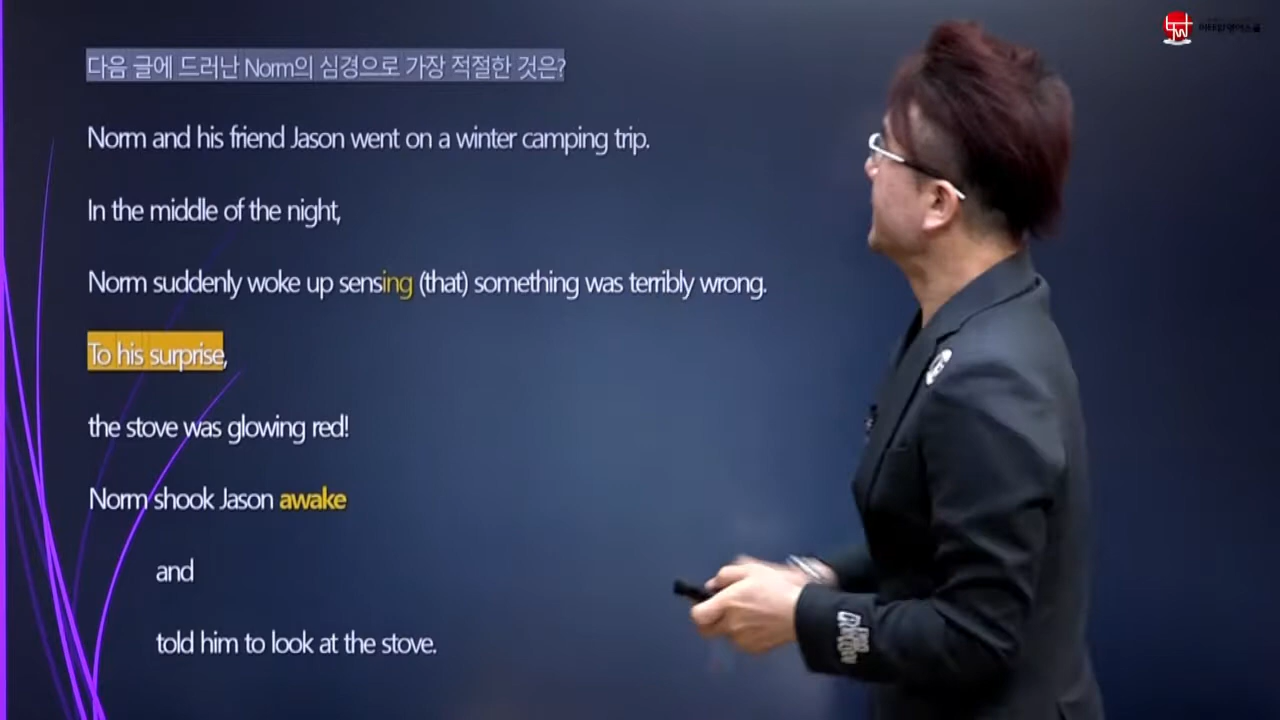 다음 글에 드러난 Norm의 심경으로 가장 적절한 것은?
Norm and his friend Jason went on a winter camping trip.
In the middle of the night,
Norm suddenly woke up sensing (that) something was terribly wrong.
To his surprise,
the stove was glowing red!
Norm shook Jason awake
and
told him to look at the stove.